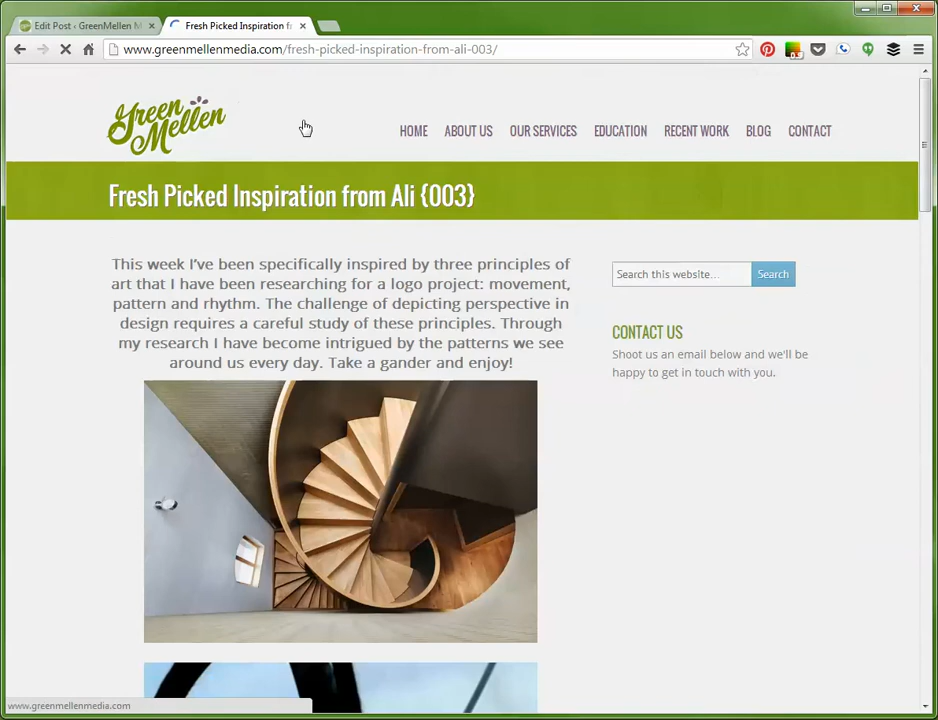 Edit Post ‹ GreenMellen M
Fresh Picked Inspiration fr
www.greenmellenmedia.com/fresh-picked-inspiration-from-ali-003/
Green
Mellen
HOME ABOUT US OUR SERVICES EDUCATION RECENT WORK BLOG CONTACT
Fresh Picked Inspiration from Ali {003}
This week I've been specifically inspired by three principles of
art that I have been researching for a logo project: movement,
pattern and rhythm. The challenge of depicting perspective in
design requires a careful study of these principles. Through
my research I have become intrigued by the patterns we see
around us every day. Take a gander and enjoy!
Search this website... Search
CONTACT US
Shoot us an email below and we'll be
happy to get in touch with you.
www.greenmellenmedia.com